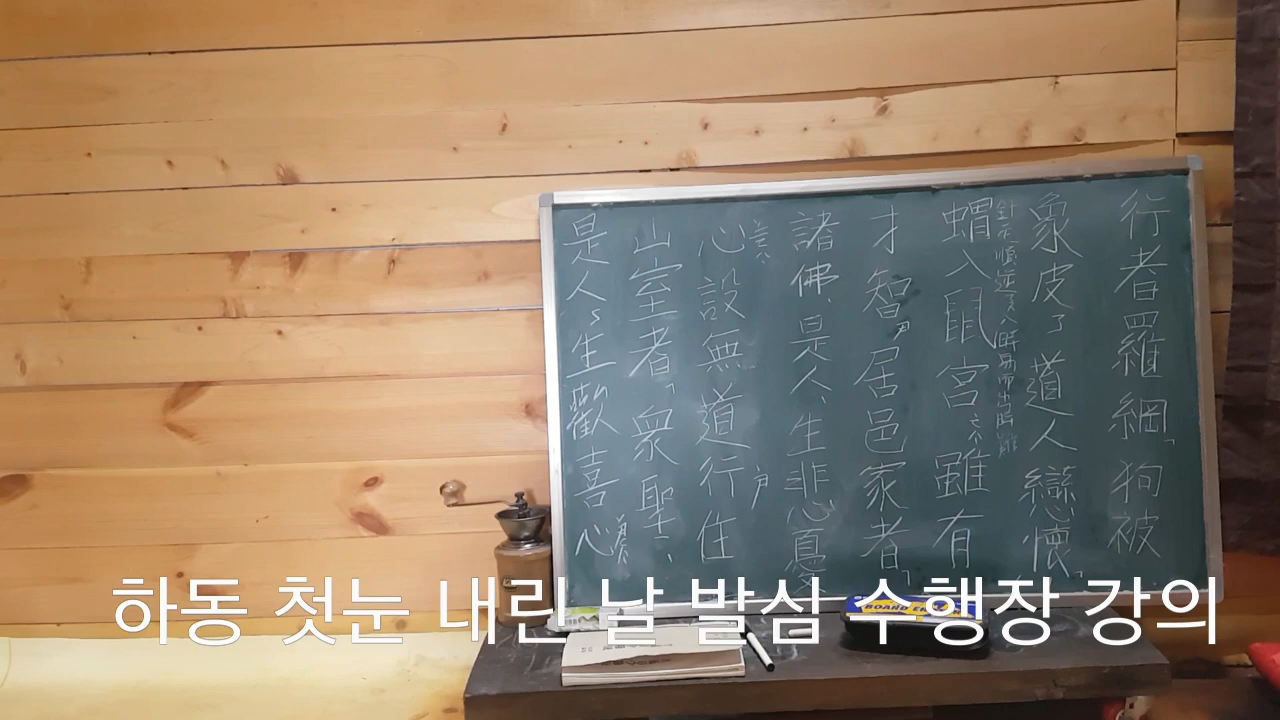 行者羅網狗被
象皮道人戀懷
蝟入鼠宮雖有
才智居邑家者
諸佛是人生悲憂
心設無道行住
山室者衆聖
是人生歡喜心
하동 첫눈 내린 날 발심 수행장 강의